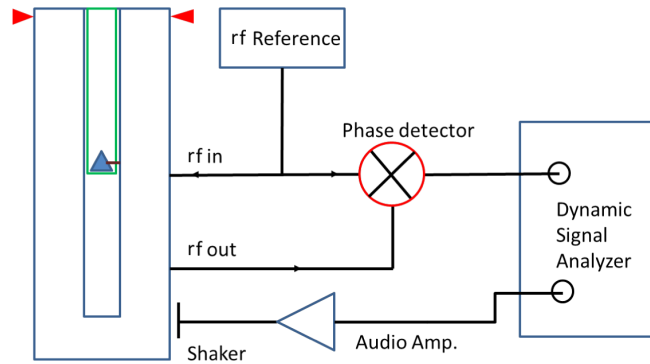 rf Reference
Phase detector
rf in
rf out
Dynamic
Signal
Analyzer
Shaker
Audio Amp.